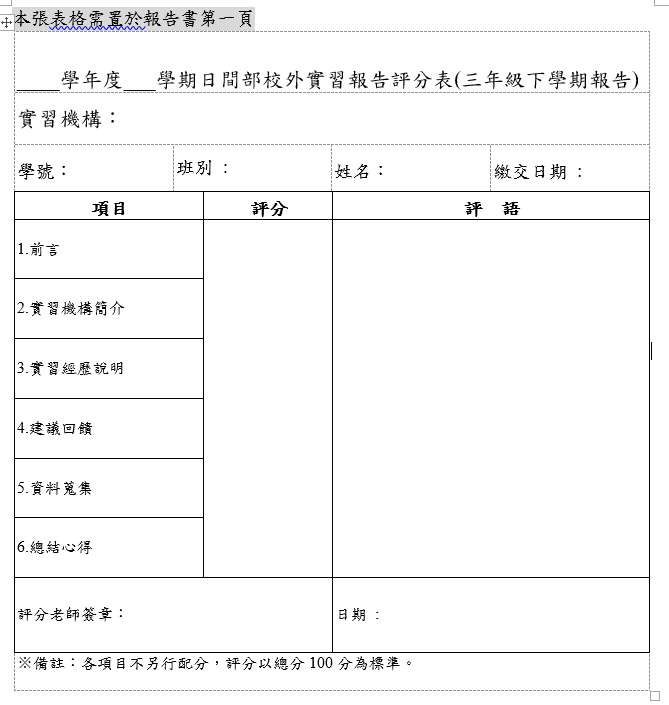 本張表格需置於報告書第一頁
____學年度___學期日間部校外實習報告評分表(三年級下學期報告)
實習機構：
學號： 班別： 姓名： 繳交日期：
項目 評分 評 語
1.前言
2.實習機構簡介
3.實習經歷說明
4.建議回饋
5.資料蒐集
6.總結心得
評分老師簽章： 日期：
※備註：各項目不另行配分，評分以總分 100 分為標準。